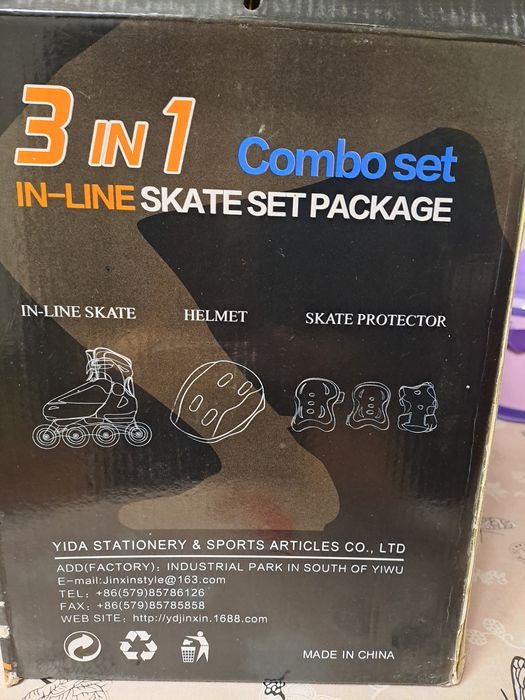 3 IN 1 Combo set
IN-LINE SKATE SET PACKAGE
IN-LINE SKATE HELMET SKATE PROTECTOR
YIDA STATIONERY & SPORTS ARTICLES CO., LTD
ADD(FACTORY): INDUSTRIAL PARK IN SOUTH OF YIWU
E-mail:Jinxinstyle@163.com
TEL: +86(579)85786126
FAX: +86(579)85785858
WEB SITE: http://ydjinxin.1688.com
MADE IN CHINA